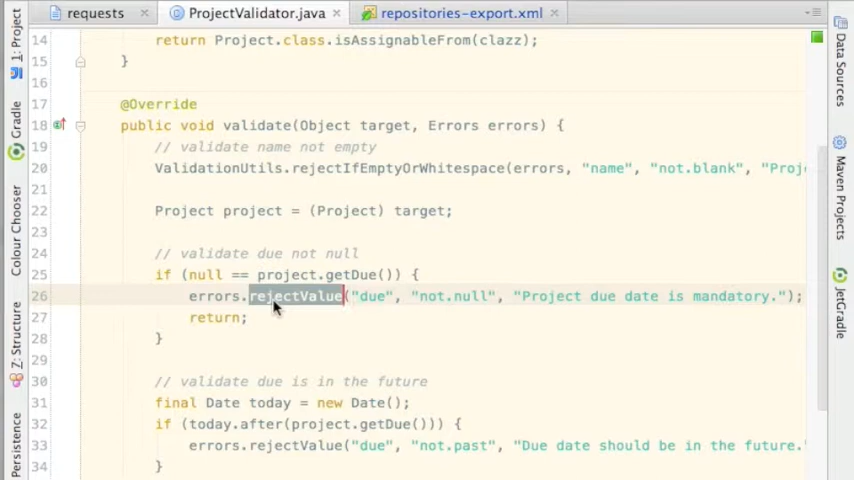 requests
ProjectValidator.java
repositories-export.xml
1: Project
Gradle
Colour Chooser
Z: Structure
Persistence
14 return Project.class.isAssignableFrom(clazz);
15 }
16
17 @Override
18 public void validate(Object target, Errors errors) {
19 // validate name not empty
20 ValidationUtils.rejectIfEmptyOrWhitespace(errors, "name", "not.blank", "Proj
22 Project project = (Project) target;
24 // validate due not null
25 if (null == project.getDue()) {
26 errors.rejectValue("due", "not.null", "Project due date is mandatory.");
27 return;
28 }
29
30 // validate due is in the future
31 final Date today = new Date();
32 if (today.after(project.getDue())) {
33 errors.rejectValue("due", "not.past", "Due date should be in the future."
34 }
Data Sources
Maven Projects
JetGradle